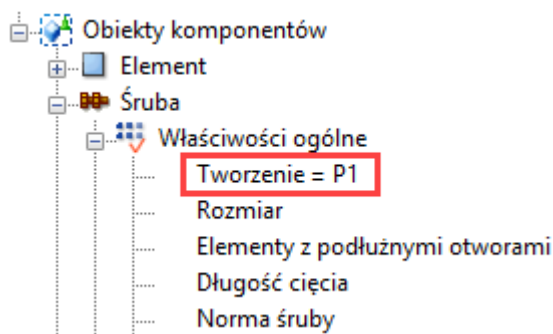 Obiekty komponentów
Element
Śruba
Właściwości ogólne
Tworzenie = P1
Rozmiar
Elementy z podłużnymi otworami
Długość cięcia
Norma śruby